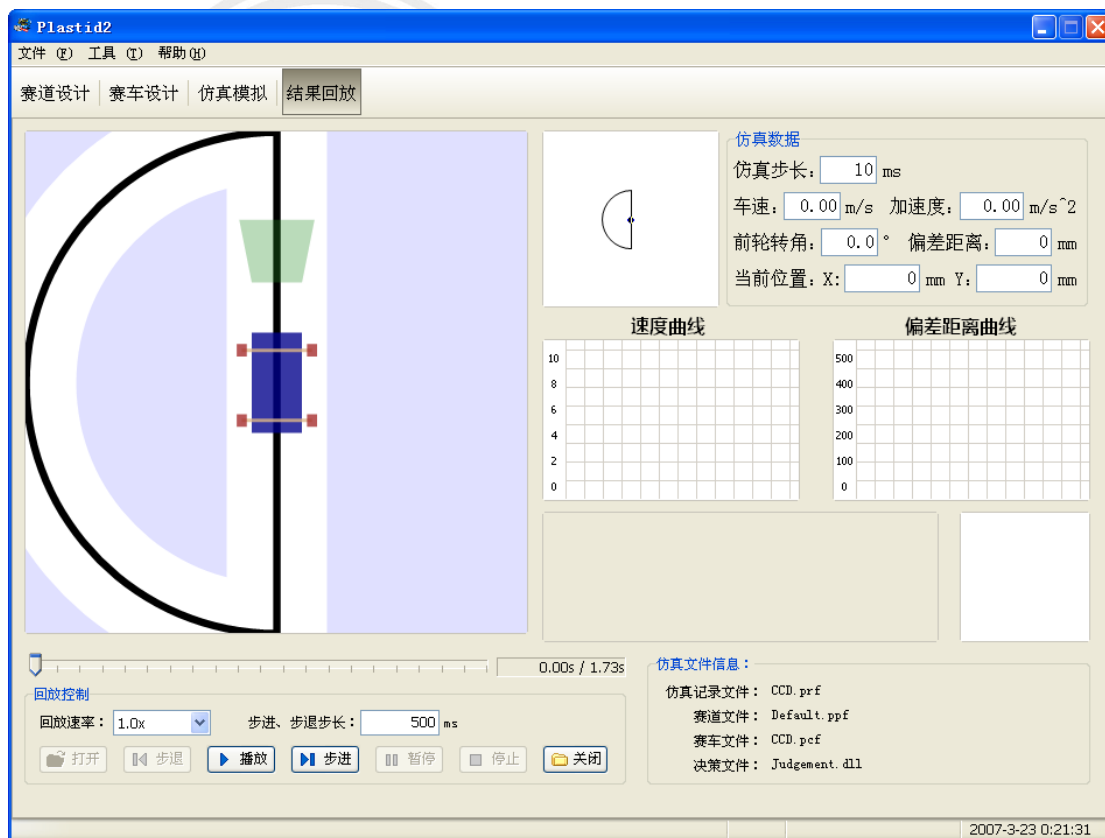 Plastid2
文件 (F) 工具 (T) 帮助(H)
赛道设计 赛车设计 仿真模拟 结果回放
仿真数据
仿真步长: 10 ms
车速: 0.00 m/s 加速度: 0.00 m/s^2
前轮转角: 0.0 ° 偏差距离: 0 mm
当前位置: X: 0 mm Y: 0 mm
速度曲线
10
8
6
4
2
0
偏差距离曲线
500
400
300
200
100
0
0.00s / 1.73s
回放控制
回放速率: 1.0x 步进、步退步长: 500 ms
打开 步退 播放 步进 暂停 停止 关闭
仿真文件信息:
仿真记录文件: CCD.prf
赛道文件: Default.ppf
赛车文件: CCD.pcf
决策文件: Judgement.dll
2007-3-23 0:21:31